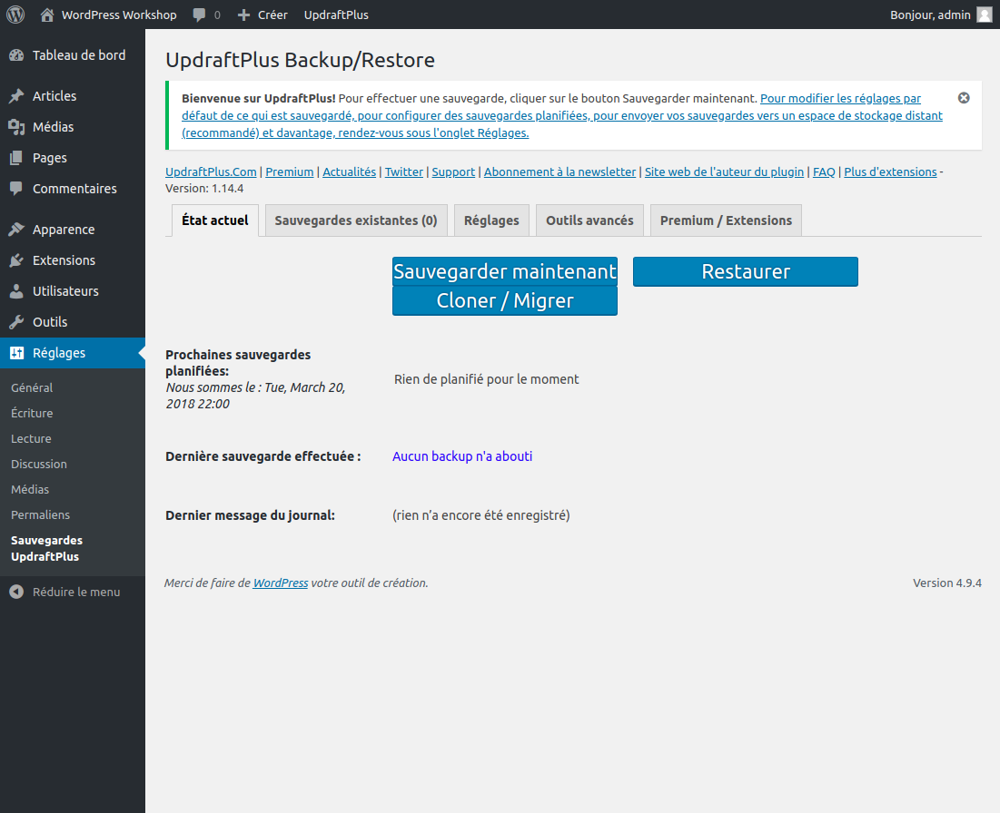 WordPress Workshop 0 Créer UpdraftPlus Bonjour, admin
Tableau de bord
Articles
Médias
Pages
Commentaires
Apparence
Extensions
Utilisateurs
Outils
Réglages
Général
Écriture
Lecture
Discussion
Médias
Permaliens
Sauvegardes
UpdraftPlus
Réduire le menu
UpdraftPlus Backup/Restore
Bienvenue sur UpdraftPlus! Pour effectuer une sauvegarde, cliquer sur le bouton Sauvegarder maintenant. Pour modifier les réglages par
défaut de ce qui est sauvegardé, pour configurer des sauvegardes planifiées, pour envoyer vos sauvegardes vers un espace de stockage distant
(recommandé) et davantage, rendez-vous sous l'onglet Réglages.
UpdraftPlus.Com | Premium | Actualités | Twitter | Support | Abonnement à la newsletter | Site web de l'auteur du plugin | FAQ | Plus d'extensions -
Version: 1.14.4
État actuel Sauvegardes existantes (0) Réglages Outils avancés Premium / Extensions
Sauvegarder maintenant Restaurer
Cloner / Migrer
Prochaines sauvegardes
planifiées:
Nous sommes le : Tue, March 20,
2018 22:00
Rien de planifié pour le moment
Dernière sauvegarde effectuée : Aucun backup n'a abouti
Dernier message du journal: (rien n'a encore été enregistré)
Merci de faire de WordPress votre outil de création. Version 4.9.4